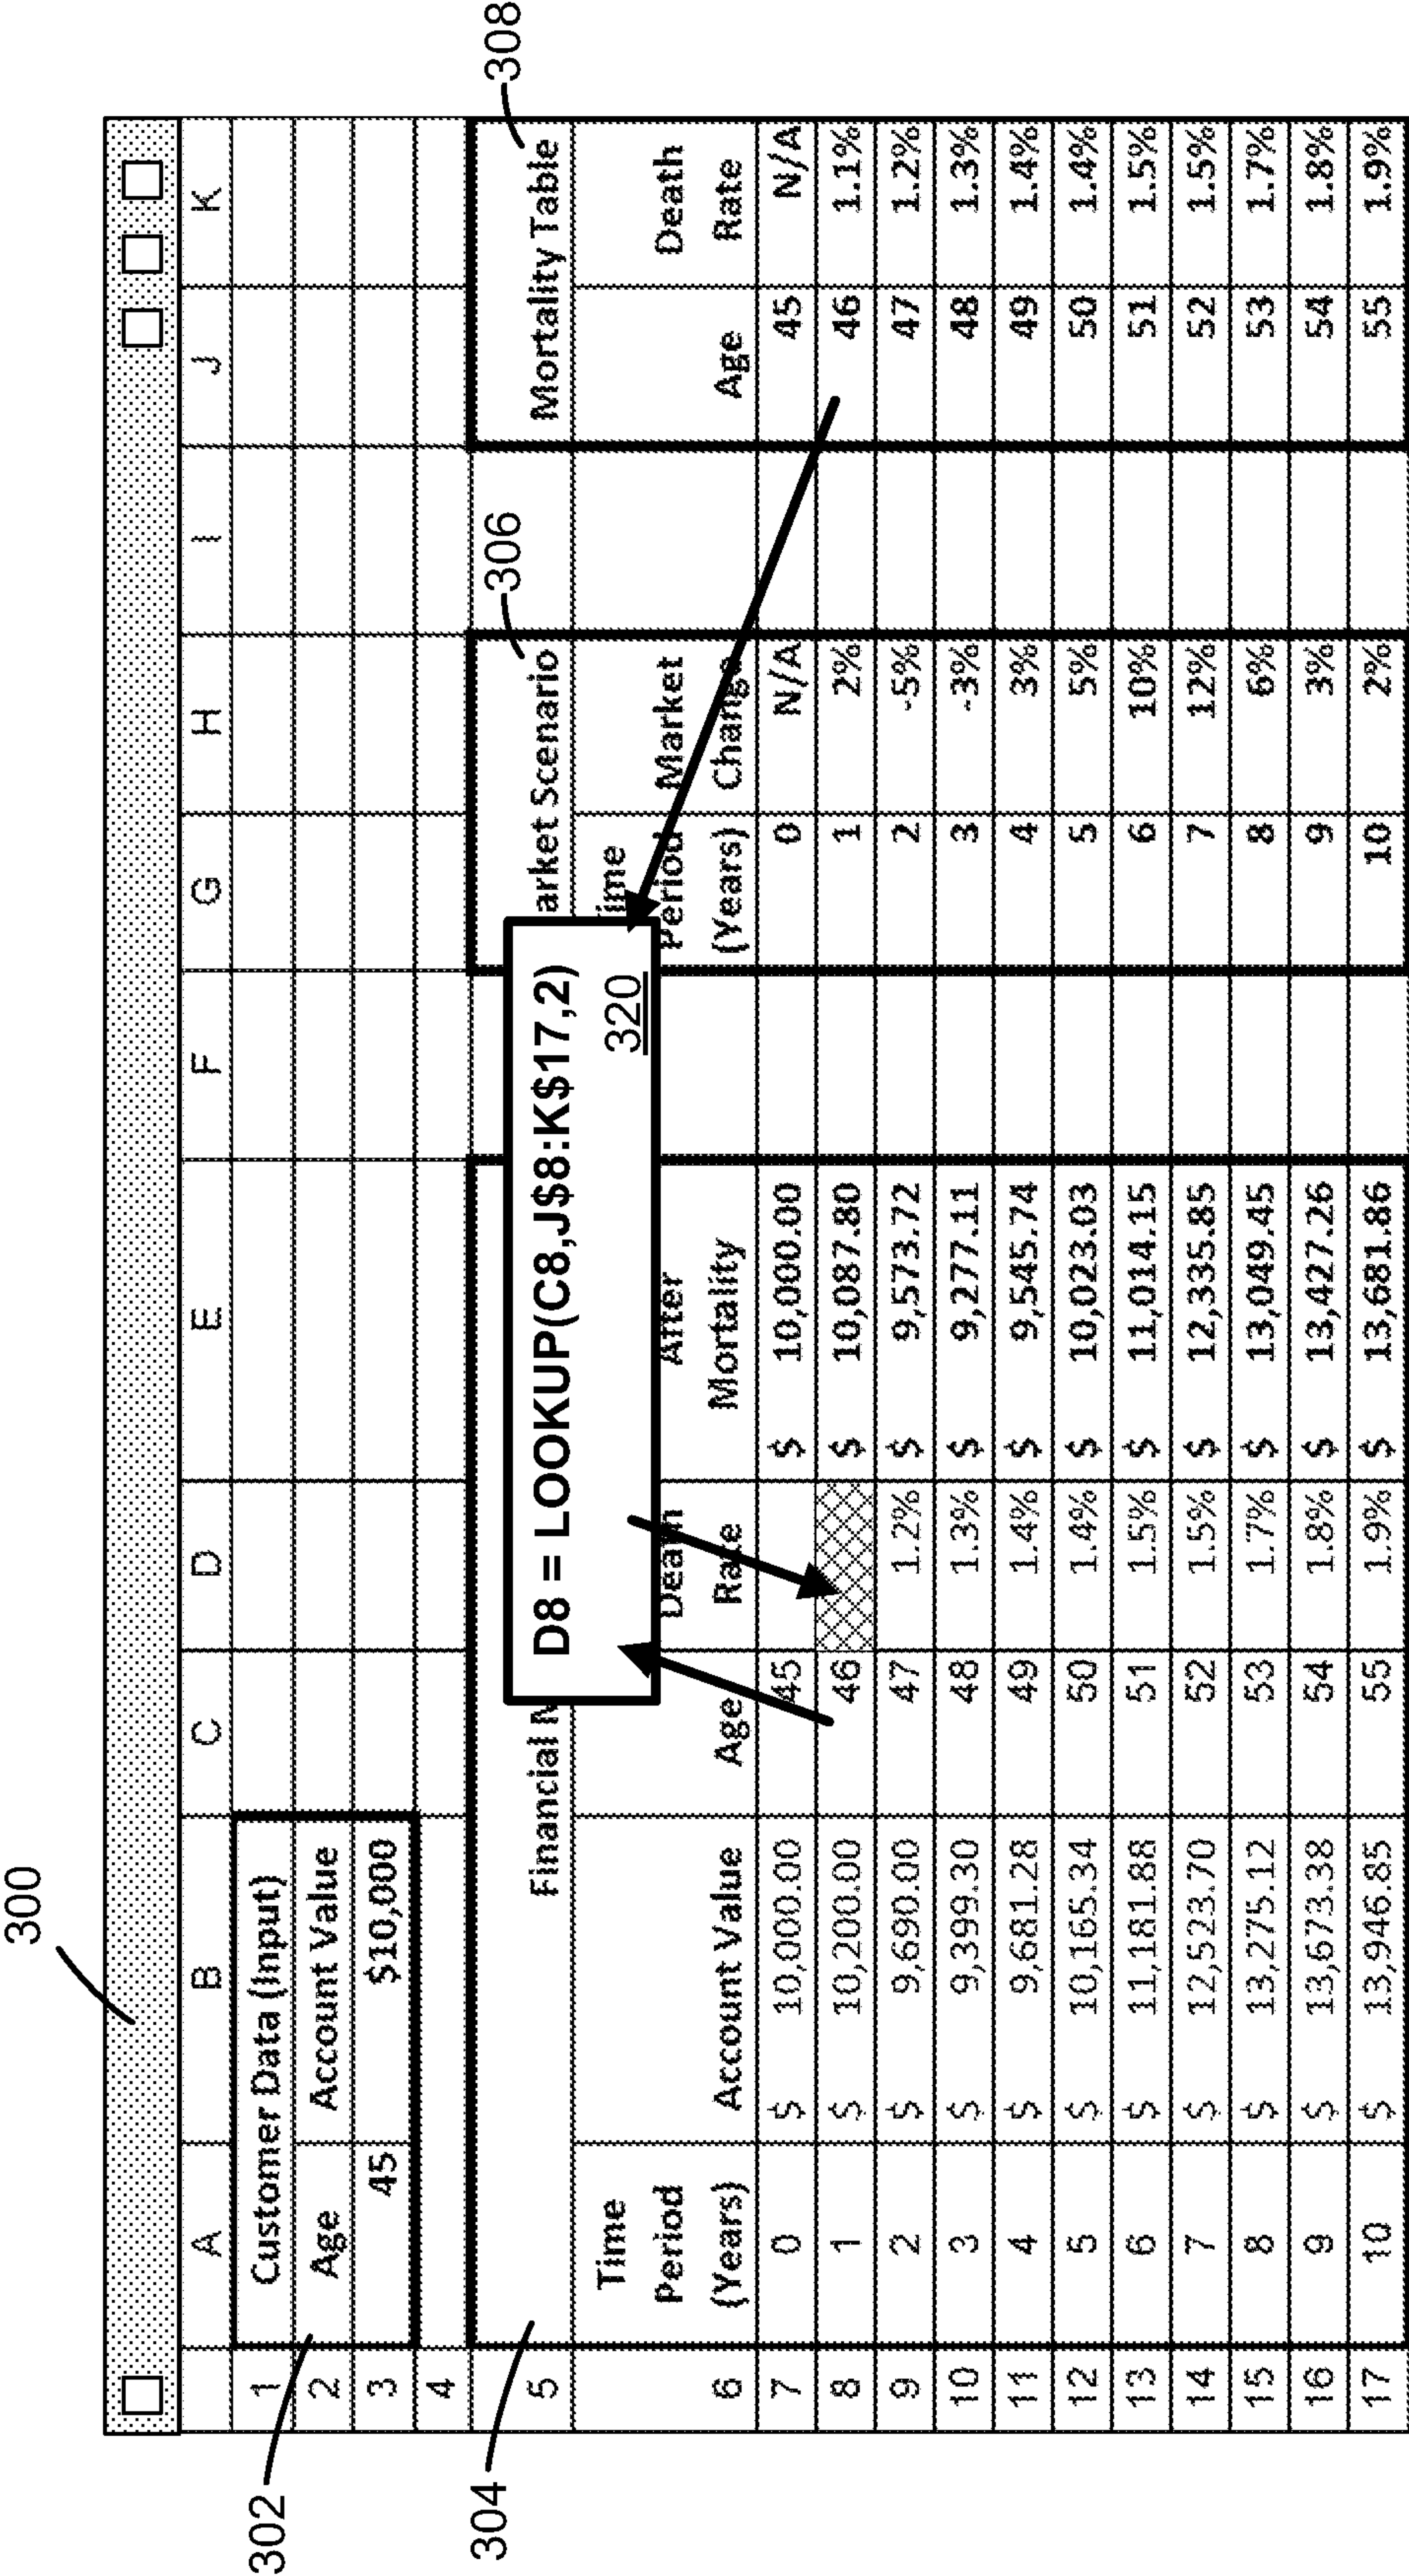 300
A B C D E F G H I J K
1 Customer Data (Input)
2 Age Account Value
302
3 45 $10,000
4
304
306
308
5 Financial arket Scenario Mortality Table
D8 = LOOKUP(C8,J$8:K$17,2)
320
Time ime
Period Death After Period Market Death
6 (Years) Account Value Age Rate Mortality (Years) Change Age Rate
7 0 $ 10,000.00 45 $ 10,000.00 0 N/A 45 N/A
8 1 $ 10,200.00 46 $ 10,087.80 1 2% 46 1.1%
9 2 $ 9,690.00 47 1.2% $ 9,573.72 2 -5% 47 1.2%
10 3 $ 9,399.30 48 1.3% $ 9,277.11 3 -3% 48 1.3%
11 4 $ 9,681.28 49 1.4% $ 9,545.74 4 3% 49 1.4%
12 5 $ 10,165.34 50 1.4% $ 10,023.03 5 5% 50 1.4%
13 6 $ 11,181.88 51 1.5% $ 11,014.15 6 10% 51 1.5%
14 7 $ 12,523.70 52 1.5% $ 12,335.85 7 12% 52 1.5%
15 8 $ 13,275.12 53 1.7% $ 13,049.45 8 6% 53 1.7%
16 9 $ 13,673.38 54 1.8% $ 13,427.26 9 3% 54 1.8%
17 10 $ 13,946.85 55 1.9% $ 13,681.86 10 2% 55 1.9%